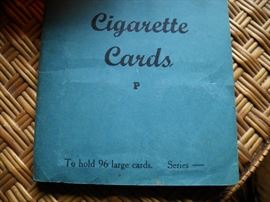 Cigarette
Cards
P
To hold 96 large cards. Series —